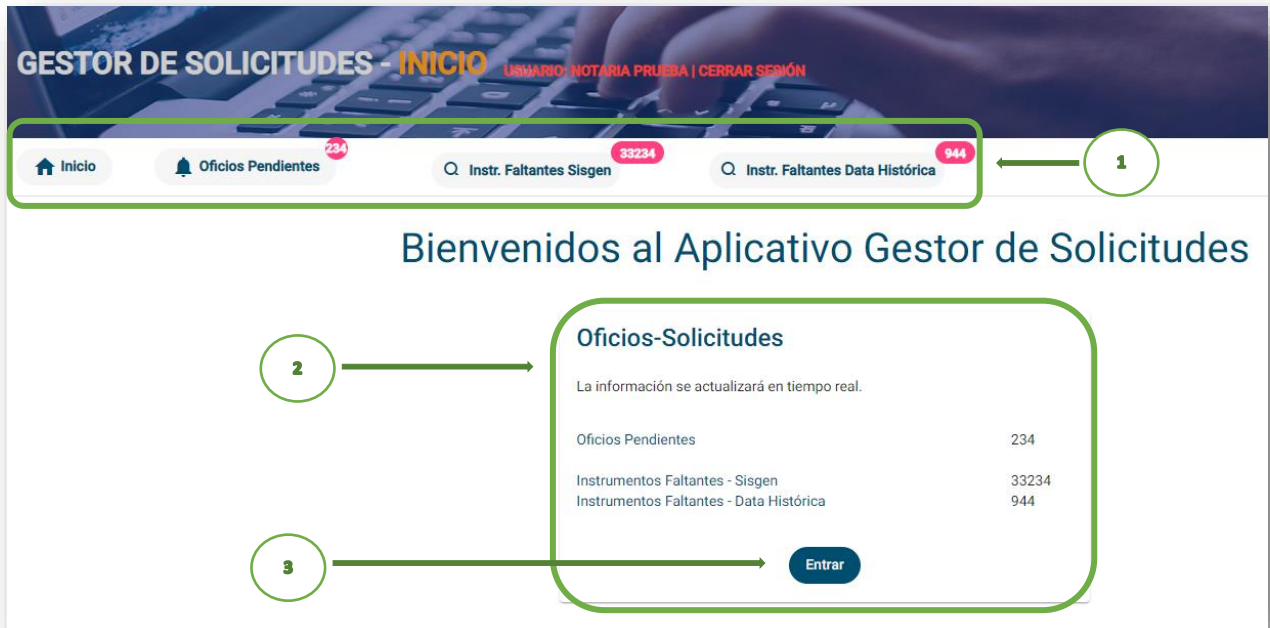 GESTOR DE SOLICITUDES - INICIO USUARIO: NOTARIA PRUEBA | CERRAR SESIÓN
Inicio
Oficios Pendientes 234
Instr. Faltantes Sisgen 33234
Instr. Faltantes Data Histórica 944
1
Bienvenidos al Aplicativo Gestor de Solicitudes
2
Oficios-Solicitudes
La información se actualizará en tiempo real.
Oficios Pendientes 234
Instrumentos Faltantes - Sisgen 33234
Instrumentos Faltantes - Data Histórica 944
3
Entrar